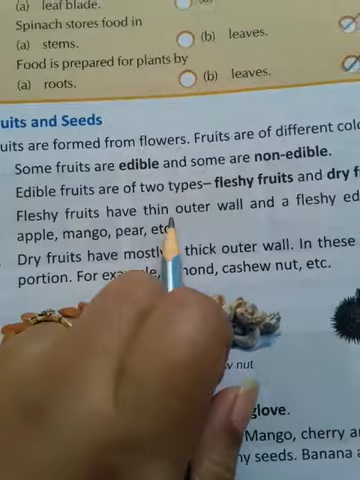 (a) leaf blade.
Spinach stores food in
(a) stems. (b) leaves.
Food is prepared for plants by
(a) roots. (b) leaves.
uits and Seeds
uits are formed from flowers. Fruits are of different colo
Some fruits are edible and some are non-edible.
Edible fruits are of two types– fleshy fruits and dry f
Fleshy fruits have thin outer wall and a fleshy ed
apple, mango, pear, etc
Dry fruits have mostly thick outer wall. In these
portion. For example, almond, cashew nut, etc.
w nut
glove.
Mango, cherry a
ny seeds. Banana a